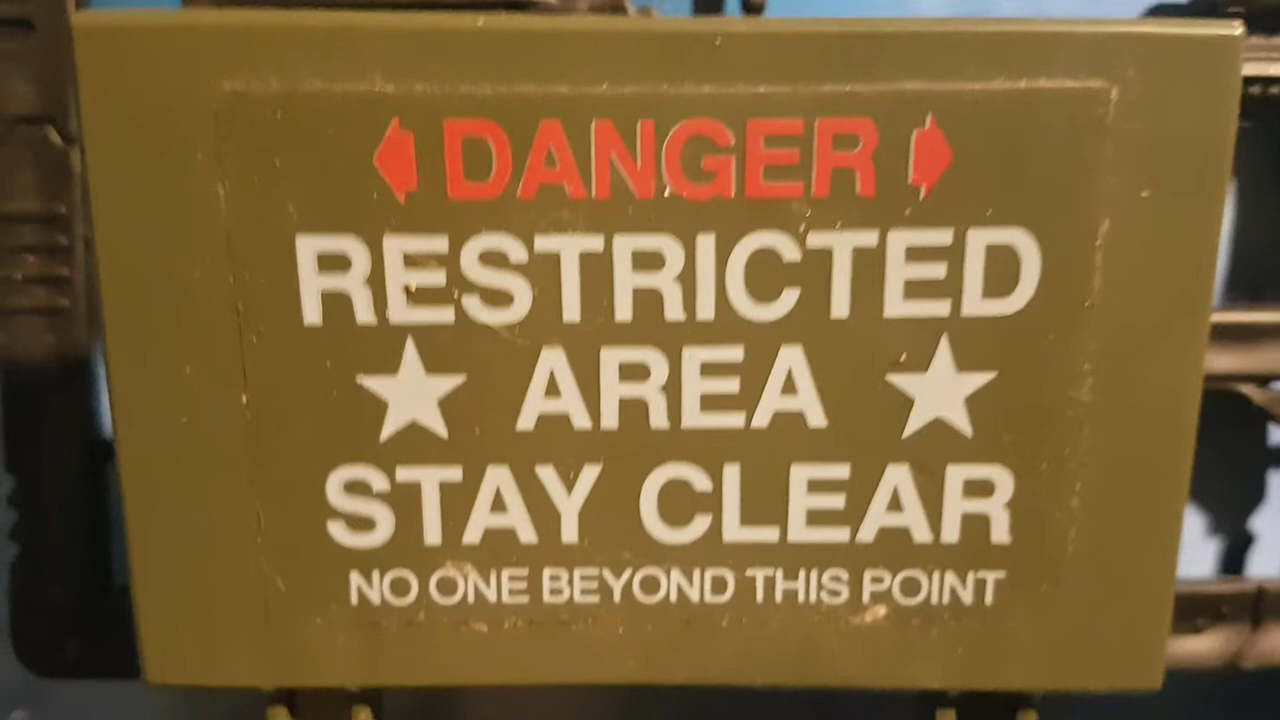 DANGER
RESTRICTED
AREA
STAY CLEAR
NO ONE BEYOND THIS POINT